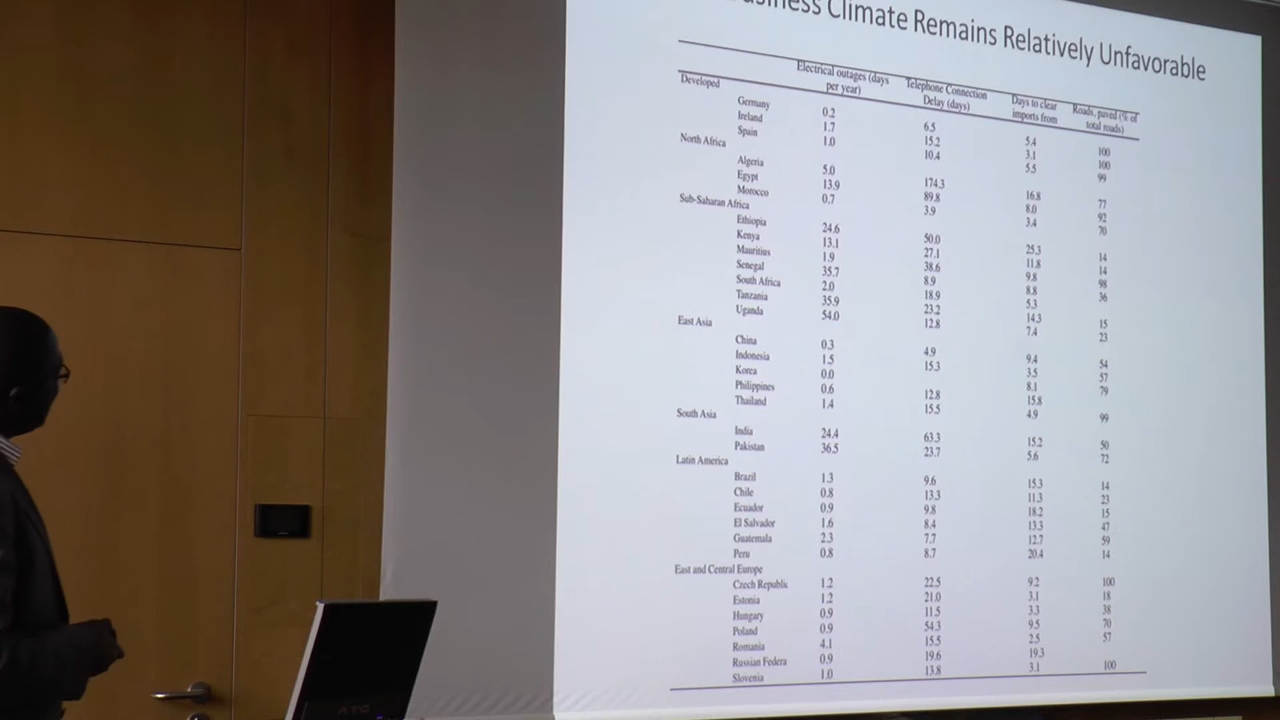 Climate Remains Relatively Unfavorable
Electrical outages (days per year) Telephone Connection Delay (days) Days to clear imports from Roads, paved (% of total roads)
Developed
Germany 0.2 6.5 5.4 100
Ireland 1.7 15.2 3.1 100
Spain 1.0 10.4 5.5 99
North Africa
Algeria 5.0 174.3 16.8 77
Egypt 13.9 89.8 8.0 92
Morocco 0.7 3.9 3.4 70
Sub-Saharan Africa
Ethiopia 24.6 50.0 25.3 14
Kenya 13.1 27.1 11.8 14
Mauritius 1.9 38.6 9.8 98
Senegal 35.7 8.9 8.8 36
South Africa 2.0 18.9 5.3
Tanzania 35.9 23.2 14.3 15
Uganda 54.0 12.8 7.4 23
East Asia
China 0.3 4.9 9.4 54
Indonesia 1.5 15.3 3.5 57
Korea 0.0 8.1 79
Philippines 0.6 12.8 15.8
Thailand 1.4 15.5 4.9 99
South Asia
India 24.4 63.3 15.2 50
Pakistan 36.5 23.7 5.6 72
Latin America
Brazil 1.3 9.6 15.3 14
Chile 0.8 13.3 11.3 23
Ecuador 0.9 9.8 18.2 15
El Salvador 1.6 8.4 13.3 47
Guatemala 2.3 7.7 12.7 59
Peru 0.8 8.7 20.4 14
East and Central Europe
Czech Republic 1.2 22.5 9.2 100
Estonia 1.2 21.0 3.1 18
Hungary 0.9 11.5 3.3 38
Poland 0.9 54.3 9.5 70
Romania 4.1 15.5 2.5 57
Russian Federa 0.9 19.6 19.3
Slovenia 1.0 13.8 3.1 100